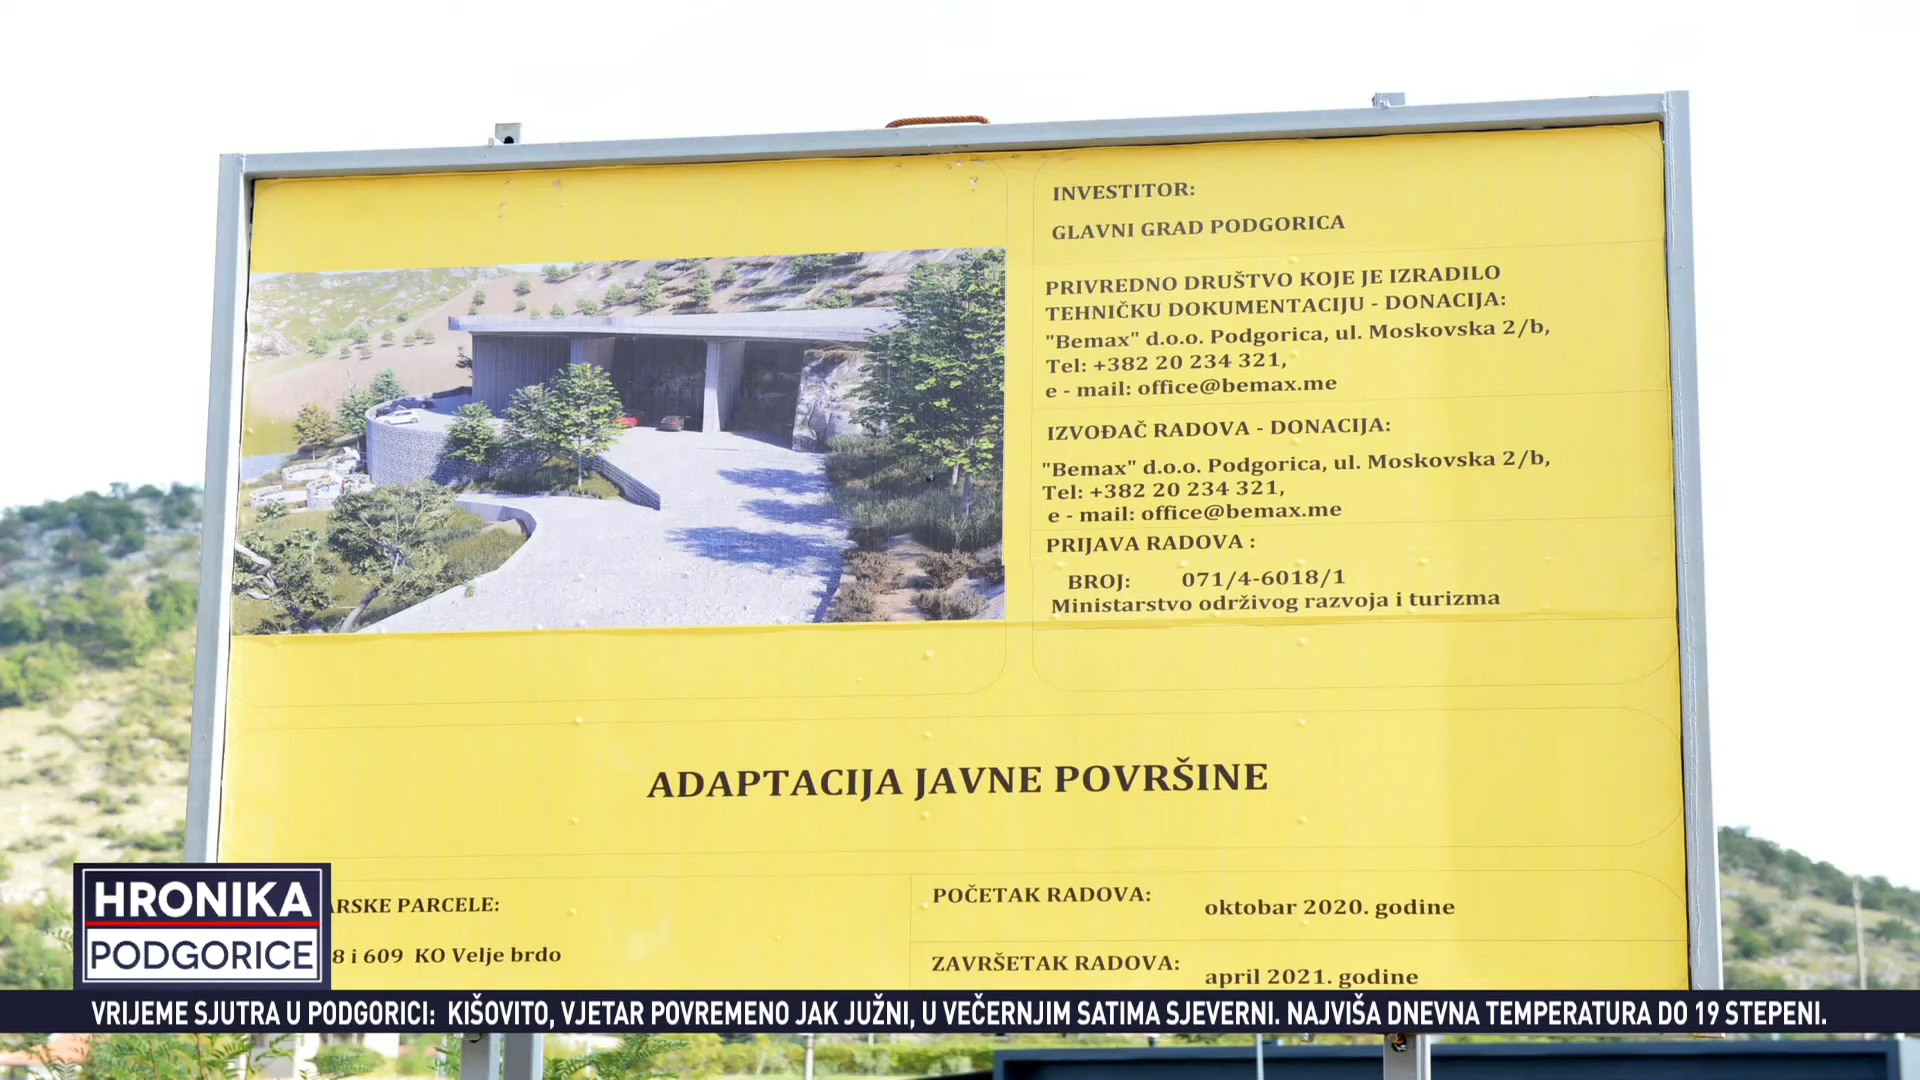 INVESTITOR:
GLAVNI GRAD PODGORICA
PRIVREDNO DRUŠTVO KOJE JE IZRADILO
TEHNIČKU DOKUMENTACIJU - DONACIJA:
"Bemax" d.o.o. Podgorica, ul. Moskovska 2/b,
Tel: +382 20 234 321,
e - mail: office@bemax.me
IZVOĐAČ RADOVA - DONACIJA:
"Bemax" d.o.o. Podgorica, ul. Moskovska 2/b,
Tel: +382 20 234 321,
e - mail: office@bemax.me
PRIJAVA RADOVA :
BROJ: 071/4-6018/1
Ministarstvo održivog razvoja i turizma
ADAPTACIJA JAVNE POVRŠINE
ARSKE PARCELE:
8 i 609 KO Velje brdo
POČETAK RADOVA: oktobar 2020. godine
ZAVRŠETAK RADOVA: april 2021. godine
HRONIKA
PODGORICE
VRIJEME SJUTRA U PODGORICI: KIŠOVITO, VJETAR POVREMENO JAK JUŽNI, U VEČERNJIM SATIMA SJEVERNI. NAJVIŠA DNEVNA TEMPERATURA DO 19 STEPENI.